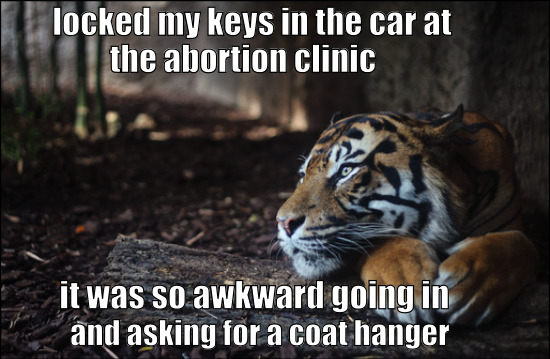 locked my keys in the car at
the abortion clinic
it was so awkward going in
and asking for a coat hanger